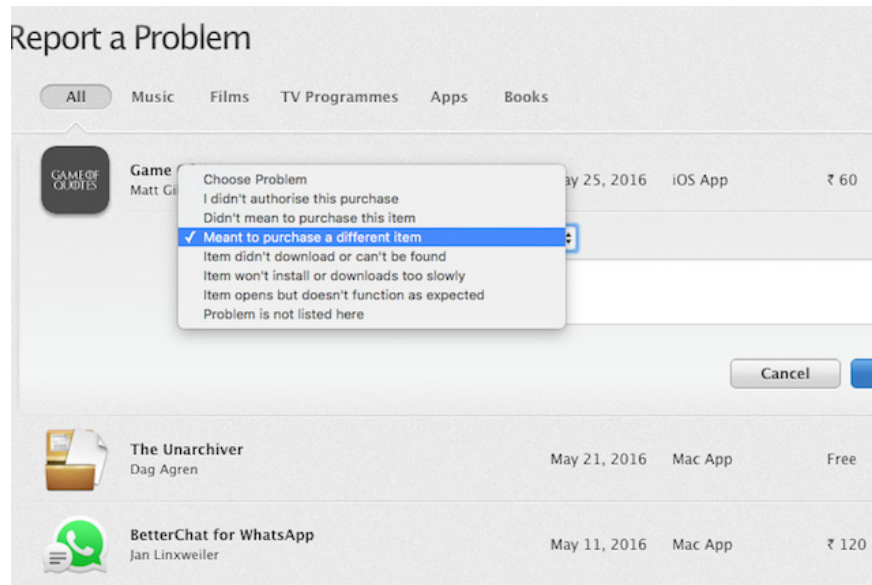 Report a Problem
All Music Films TV Programmes Apps Books
GAME OF
QUOTES
Game
Matt Gi
ay 25, 2016 iOS App ₹ 60
Choose Problem
I didn't authorise this purchase
Didn't mean to purchase this item
✓ Meant to purchase a different item
Item didn't download or can't be found
Item won't install or downloads too slowly
Item opens but doesn't function as expected
Problem is not listed here
Cancel
The Unarchiver
Dag Agren
May 21, 2016 Mac App Free
BetterChat for WhatsApp
Jan Linxweiler
May 11, 2016 Mac App ₹ 120